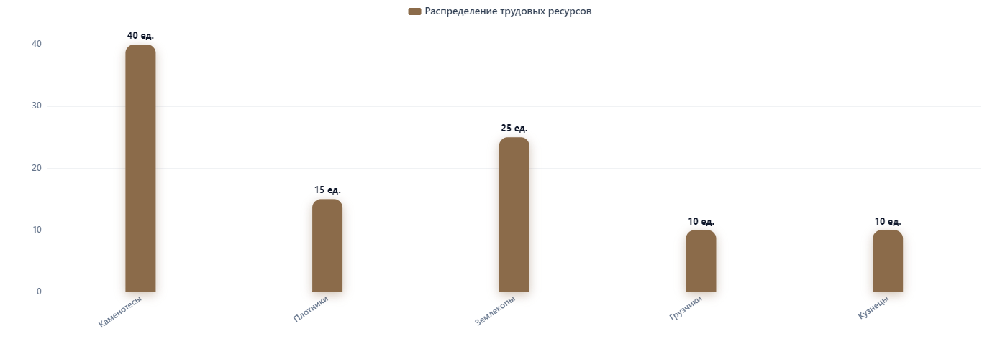 Распределение трудовых ресурсов
40 ед.
15 ед.
25 ед.
10 ед.
10 ед.
40
30
20
10
0
Каменотесы
Плотники
Землекопы
Грузчики
Кузнецы